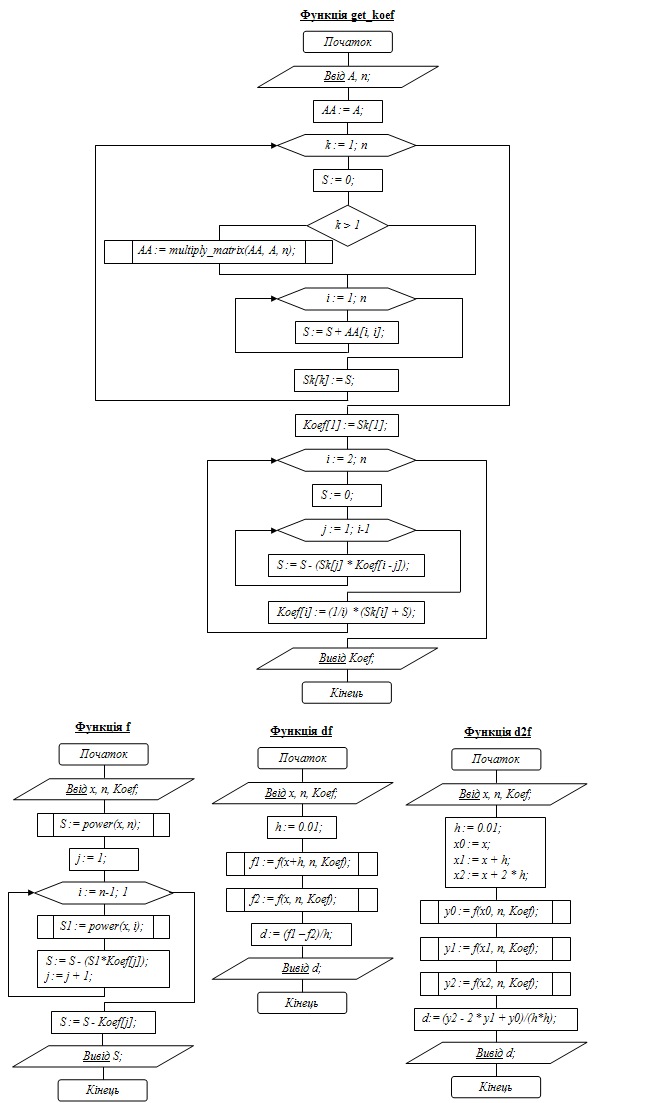 Функція get_koef
Початок
Ввід A, n;
AA := A;
k := 1; n
S := 0;
k > 1
AA := multiply_matrix(AA, A, n);
i := 1; n
S := S + AA[i, i];
Sk[k] := S;
Koef[1] := Sk[1];
i := 2; n
S := 0;
j := 1; i-1
S := S - (Sk[j] * Koef[i - j]);
Koef[i] := (1/i) * (Sk[i] + S);
Вивід Koef;
Кінець
Функція f
Початок
Ввід x, n, Koef;
S := power(x, n);
j := 1;
i := n-1; 1
S1 := power(x, i);
S := S - (S1*Koef[j]);
j := j + 1;
S := S - Koef[j];
Вивід S;
Кінець
Функція df
Початок
Ввід x, n, Koef;
h := 0.01;
f1 := f(x+h, n, Koef);
f2 := f(x, n, Koef);
d := (f1 – f2)/h;
Вивід d;
Кінець
Функція d2f
Початок
Ввід x, n, Koef;
h := 0.01;
x0 := x;
x1 := x + h;
x2 := x + 2 * h;
y0 := f(x0, n, Koef);
y1 := f(x1, n, Koef);
y2 := f(x2, n, Koef);
d:= (y2 - 2 * y1 + y0)/(h*h);
Вивід d;
Кінець